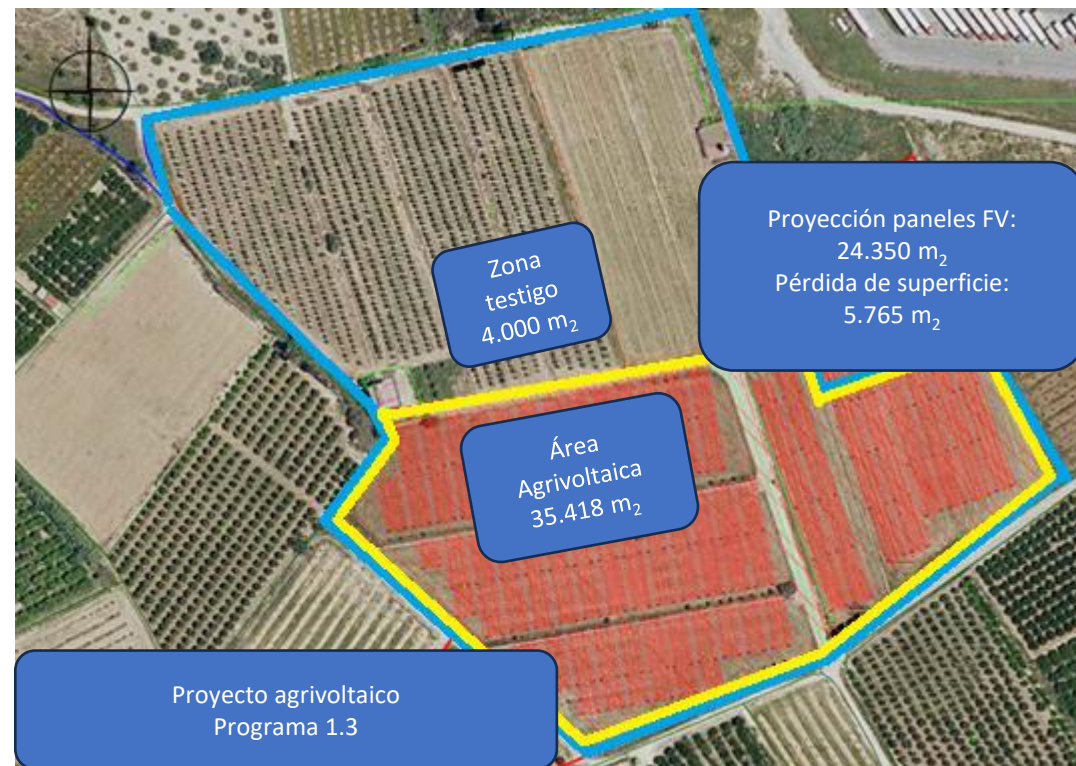 Zona
testigo
4.000 m₂
Proyección paneles FV:
24.350 m₂
Pérdida de superficie:
5.765 m₂
Área
Agrivoltaica
35.418 m₂
Proyecto agrivoltaico
Programa 1.3